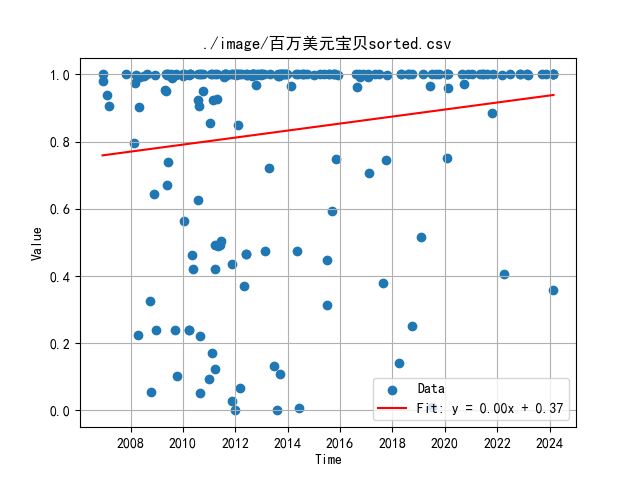 ./image/百万美元宝贝sorted.csv
1.0
0.8
0.6
0.4
0.2
0.0
Value
2008 2010 2012 2014 2016 2018 2020 2022 2024
Time
Data
Fit: y = 0.00x + 0.37